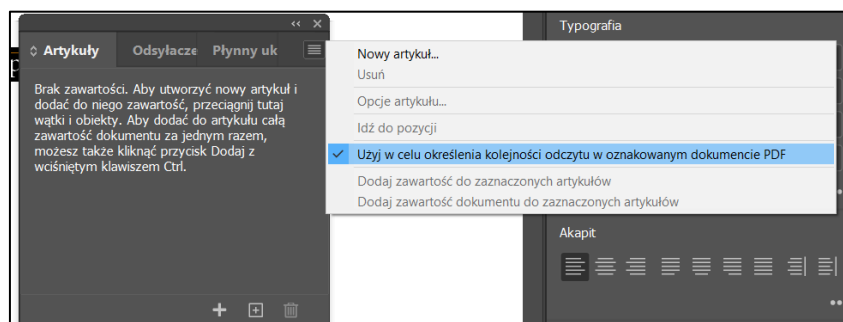 Artykuły Odsyłacze Płynny uk
Brak zawartości. Aby utworzyć nowy artykuł i
dodać do niego zawartość, przeciągnij tutaj
wątki i obiekty. Aby dodać do artykułu całą
zawartość dokumentu za jednym razem,
możesz także kliknąć przycisk Dodaj z
wciśniętym klawiszem Ctrl.
Nowy artykuł...
Usuń
Opcje artykułu...
Idź do pozycji
Użyj w celu określenia kolejności odczytu w oznakowanym dokumencie PDF
Dodaj zawartość do zaznaczonych artykułów
Dodaj zawartość dokumentu do zaznaczonych artykułów
Typografia
Akapit